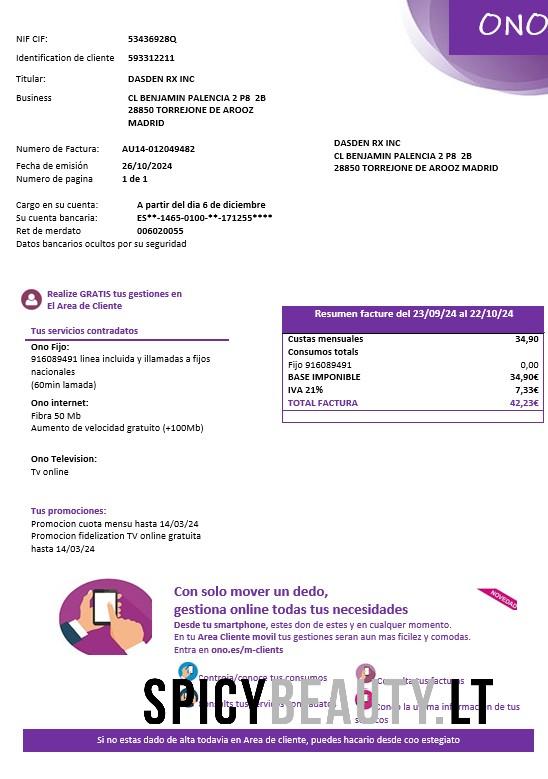 ONO
NIF CIF: 53436928Q
Identification de cliente 593312211
Titular: DASDEN RX INC
Business CL BENJAMIN PALENCIA 2 P8 2B
28850 TORREJONE DE AROOZ
MADRID
Numero de Factura: AU14-012049482
Fecha de emisión 26/10/2024
Numero de pagina 1 de 1
DASDEN RX INC
CL BENJAMIN PALENCIA 2 P8 2B
28850 TORREJONE DE AROOZ MADRID
Cargo en su cuenta: A partir del dia 6 de diciembre
Su cuenta bancaria: ES**-1465-0100-**-171255****
Ret de merdato 006020055
Datos bancarios ocultos por su seguridad
Realize GRATIS tus gestiones en
El Area de Cliente
Tus servicios contradatos
Ono Fijo:
916089491 linea incluida y illamadas a fijos
nacionales
(60min lamada)
Ono internet:
Fibra 50 Mb
Aumento de velocidad gratuito (+100Mb)
Ono Television:
Tv online
Resumen facture del 23/09/24 al 22/10/24
Custas mensuales 34,90
Consumos totals
Fijo 916089491 0,00
BASE IMPONIBLE 34,90€
IVA 21% 7,33€
TOTAL FACTURA 42,23€
Tus promociones:
Promocion cuota mensu hasta 14/03/24
Promocion fidelization TV online gratuita
hasta 14/03/24
Con solo mover un dedo,
gestiona online todas tus necesidades
NOVEDAD
Desde tu smartphone, estes don de estes y en cualquier momento.
En tu Area Cliente movil tus gestiones seran aun mas ficilez y comodas.
Entra en ono.es/m-clients
Controja/conoce tus consumos
Consulta tus facturas
tus
la ultima informacion de tus
SPICYBEAUTY.LT
Si no estas dado de alta todavia en Area de cliente, puedes hacario desde coo estegiato